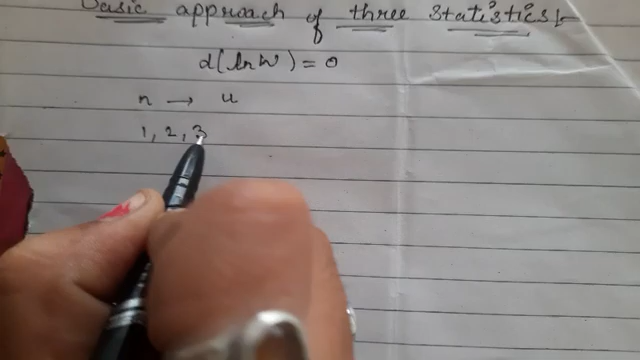 Basic approach of three statistics:-
d(lnW) = 0
n → u
1, 2, 3